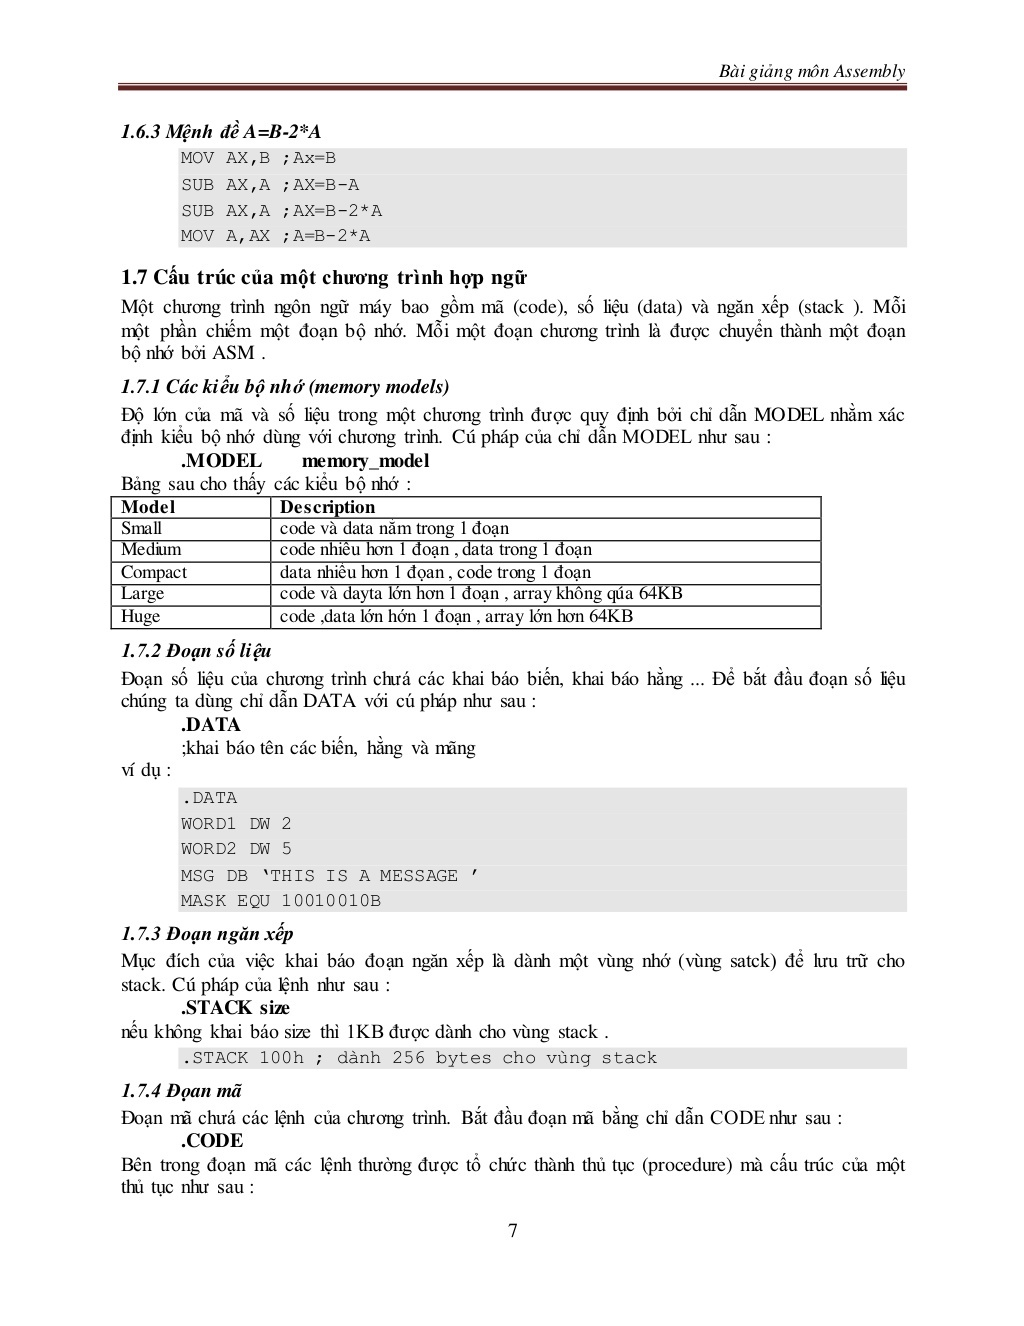 Bài giảng môn Assembly
1.6.3 Mệnh đề A=B-2*A
MOV AX,B ;Ax=B
SUB AX,A ;AX=B-A
SUB AX,A ;AX=B-2*A
MOV A,AX ;A=B-2*A
1.7 Cấu trúc của một chương trình hợp ngữ
Một chương trình ngôn ngữ máy bao gồm mã (code), số liệu (data) và ngăn xếp (stack ). Mỗi
một phần chiếm một đoạn bộ nhớ. Mỗi một đoạn chương trình là được chuyển thành một đoạn
bộ nhớ bởi ASM .
1.7.1 Các kiểu bộ nhớ (memory models)
Độ lớn của mã và số liệu trong một chương trình được quy định bởi chỉ dẫn MODEL nhằm xác
định kiểu bộ nhớ dùng với chương trình. Cú pháp của chỉ dẫn MODEL như sau :
.MODEL memory_model
Bảng sau cho thấy các kiểu bộ nhớ :
Model Description
Small code và data nằm trong 1 đoạn
Medium code nhiêu hơn 1 đoạn , data trong 1 đoạn
Compact data nhiêu hơn 1 đọan , code trong 1 đoạn
Large code và dayta lớn hơn 1 đoạn , array không qúa 64KB
Huge code ,data lớn hớn 1 đoạn , array lớn hơn 64KB
1.7.2 Đoạn số liệu
Đoạn số liệu của chương trình chưá các khai báo biến, khai báo hằng ... Để bắt đầu đoạn số liệu
chúng ta dùng chỉ dẫn DATA với cú pháp như sau :
.DATA
;khai báo tên các biến, hằng và mãng
ví dụ :
.DATA
WORD1 DW 2
WORD2 DW 5
MSG DB ‘THIS IS A MESSAGE ’
MASK EQU 10010010B
1.7.3 Đoạn ngăn xếp
Mục đích của việc khai báo đoạn ngăn xếp là dành một vùng nhớ (vùng satck) để lưu trữ cho
stack. Cú pháp của lệnh như sau :
.STACK size
nếu không khai báo size thì 1KB được dành cho vùng stack .
.STACK 100h ; dành 256 bytes cho vùng stack
1.7.4 Đọan mã
Đoạn mã chưá các lệnh của chương trình. Bắt đầu đoạn mã bằng chỉ dẫn CODE như sau :
.CODE
Bên trong đoạn mã các lệnh thường được tổ chức thành thủ tục (procedure) mà cấu trúc của một
thủ tục như sau :
7